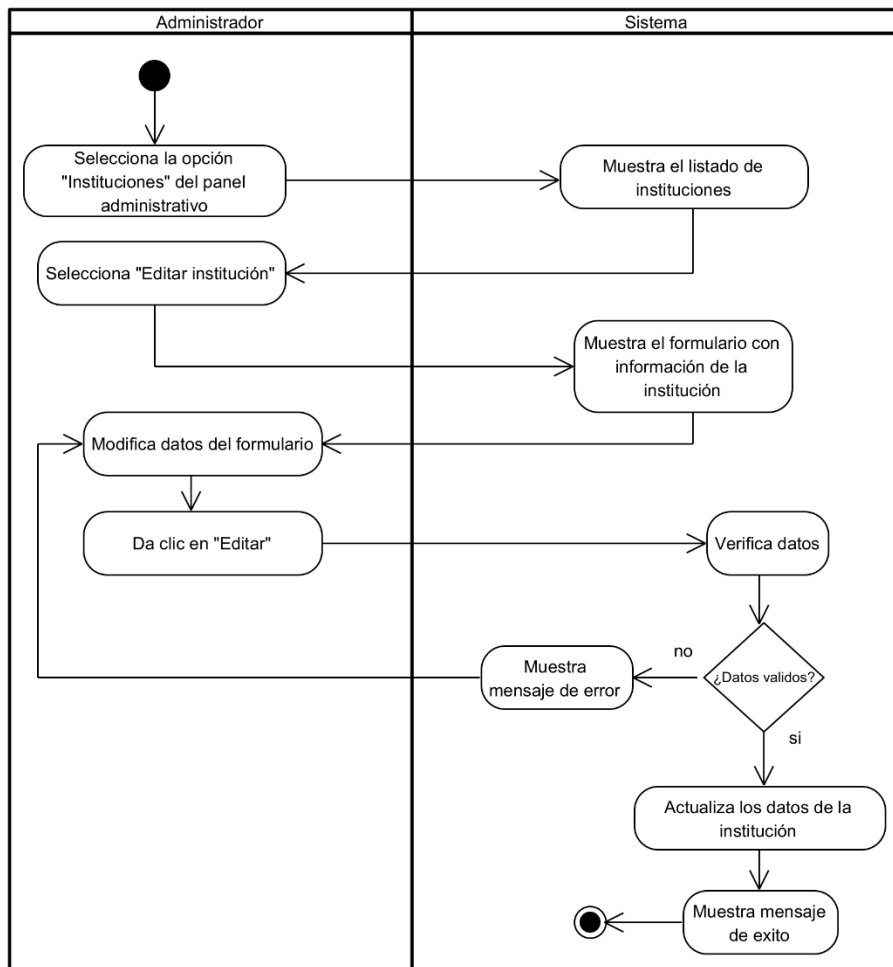 Administrador
Sistema
Selecciona la opción
"Instituciones" del panel
administrativo
Muestra el listado de
instituciones
Selecciona "Editar institución"
Muestra el formulario con
información de la
institución
Modifica datos del formulario
Da clic en "Editar"
Verifica datos
¿Datos validos?
no
Muestra
mensaje de error
si
Actualiza los datos de la
institución
Muestra mensaje
de exito